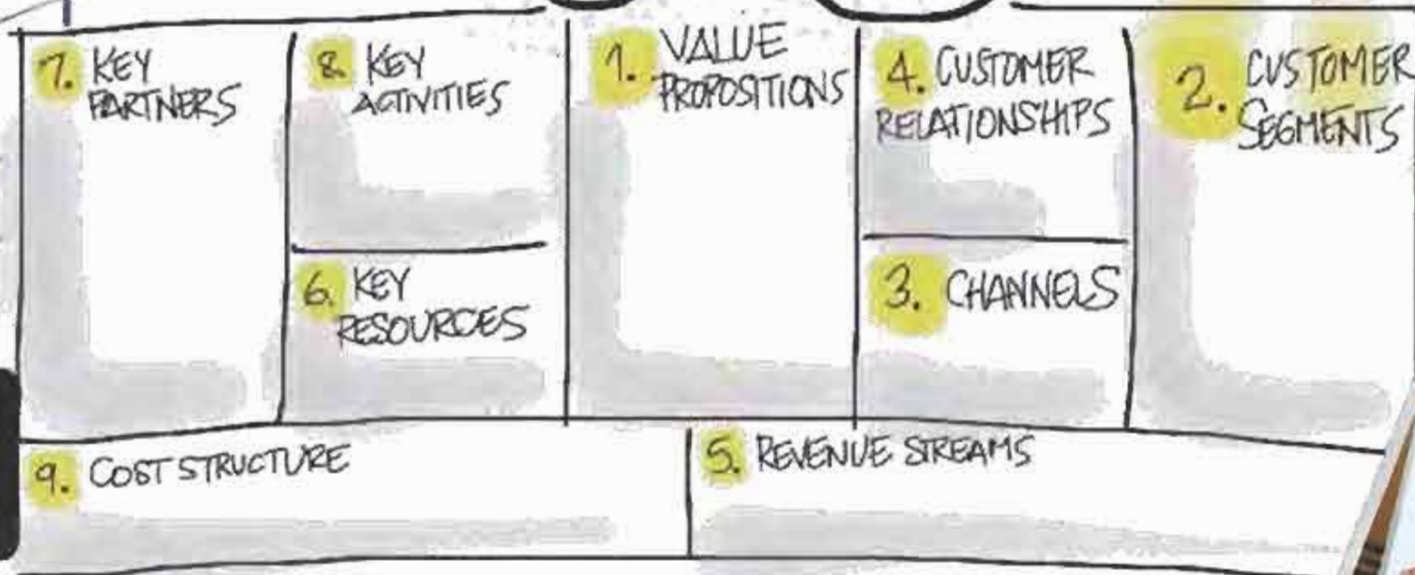 7. KEY
PARTNERS
8. KEY
ACTIVITIES
6. KEY
RESOURCES
1. VALUE
PROPOSITIONS
4. CUSTOMER
RELATIONSHIPS
3. CHANNELS
2. CUSTOMER
SEGMENTS
9. COST STRUCTURE
5. REVENUE STREAMS